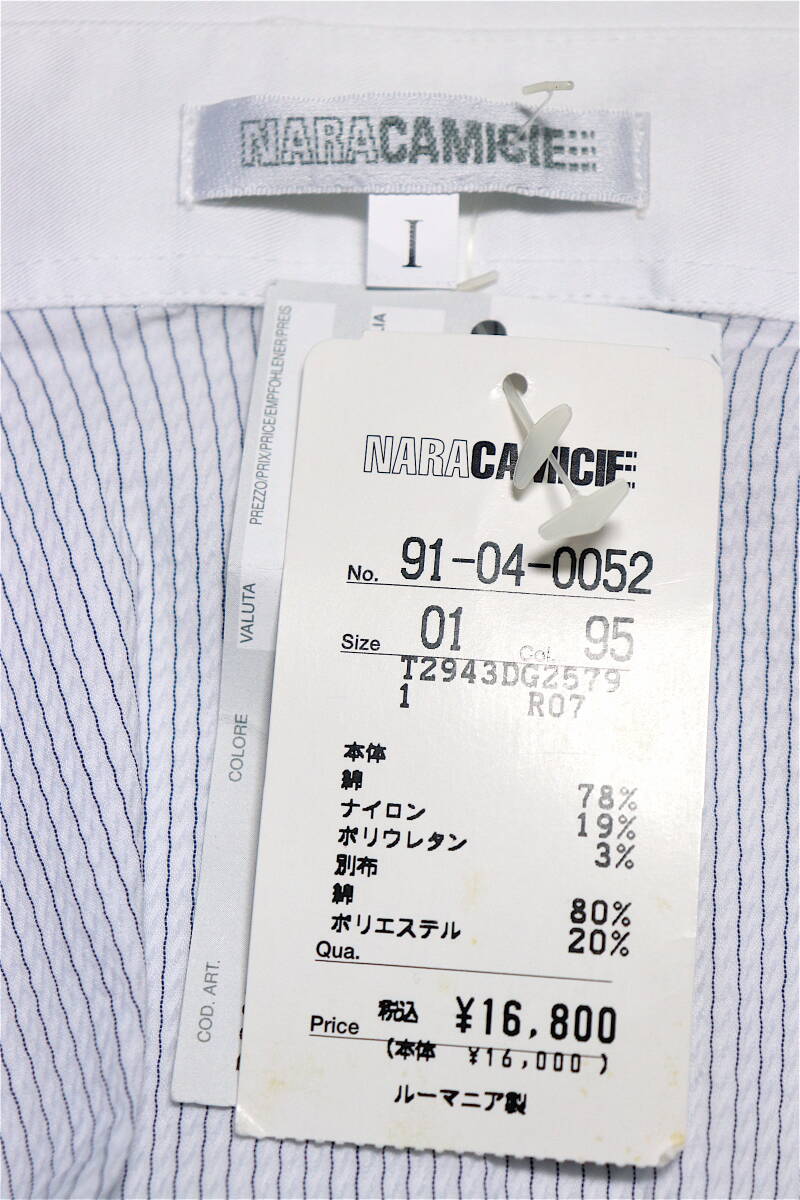 NARACAMICIE
I
PREZZO/PRIX/PRICE/EMPFOHLENER/PREIS
VALUTA
COLORE
COD. ART.
NARACAMICIE
No. 91-04-0052
Size 01 Col. 95
T2943DG2579
1 R07
本体
綿 78%
ナイロン 19%
ポリウレタン 3%
別布
綿 80%
ポリエステル 20%
Qua.
Price 税込 ¥16,800
(本体 ¥16,000)
ルーマニア製